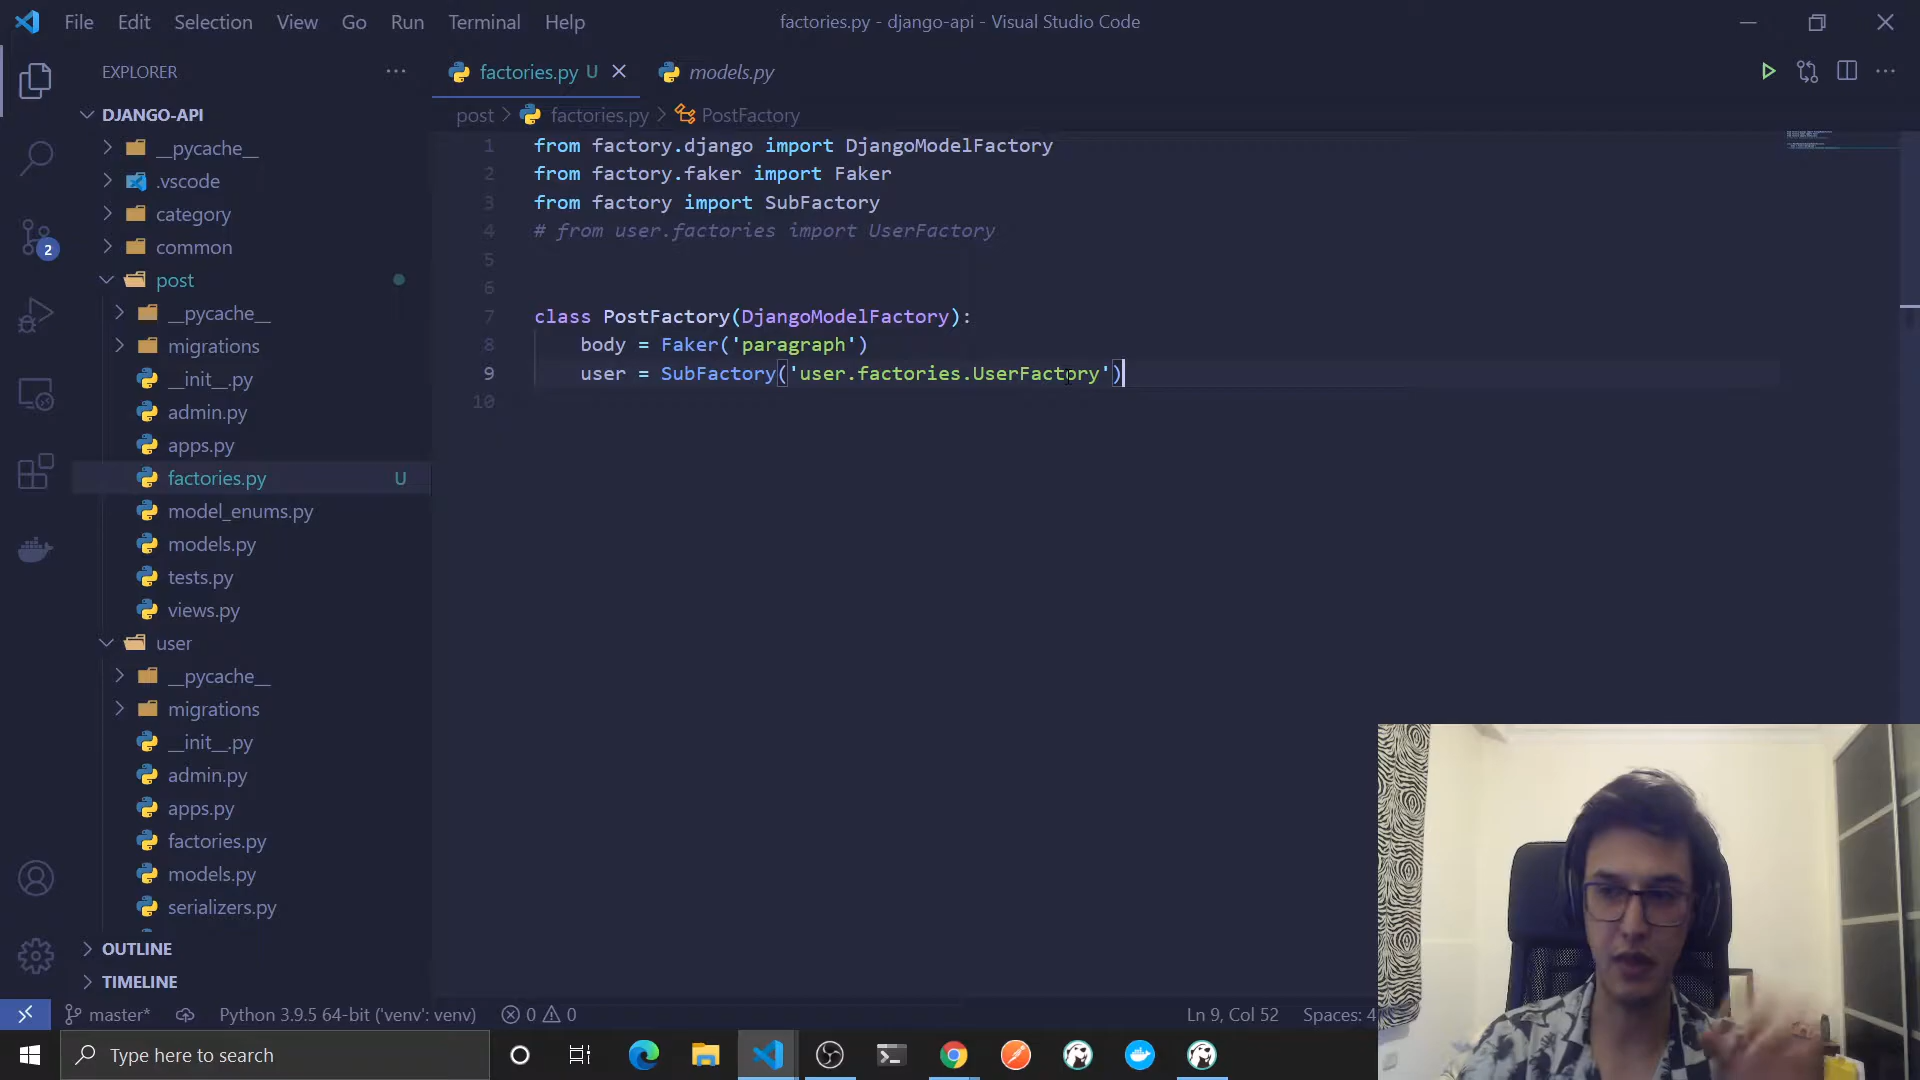 File Edit Selection View Go Run Terminal Help
factories.py - django-api - Visual Studio Code
EXPLORER
DJANGO-API
__pycache__
.vscode
category
common
post
__pycache__
migrations
__init__.py
admin.py
apps.py
factories.py U
model_enums.py
models.py
tests.py
views.py
user
__pycache__
migrations
__init__.py
admin.py
apps.py
factories.py
models.py
serializers.py
OUTLINE
TIMELINE
2
factories.py U
models.py
post > factories.py > PostFactory
1 from factory.django import DjangoModelFactory
2 from factory.faker import Faker
3 from factory import SubFactory
4 # from user.factories import UserFactory
5
6
7 class PostFactory(DjangoModelFactory):
8 body = Faker('paragraph')
9 user = SubFactory('user.factories.UserFactory')
10
master* Python 3.9.5 64-bit ('venv': venv) 0 0 Ln 9, Col 52 Spaces: 4
Type here to search